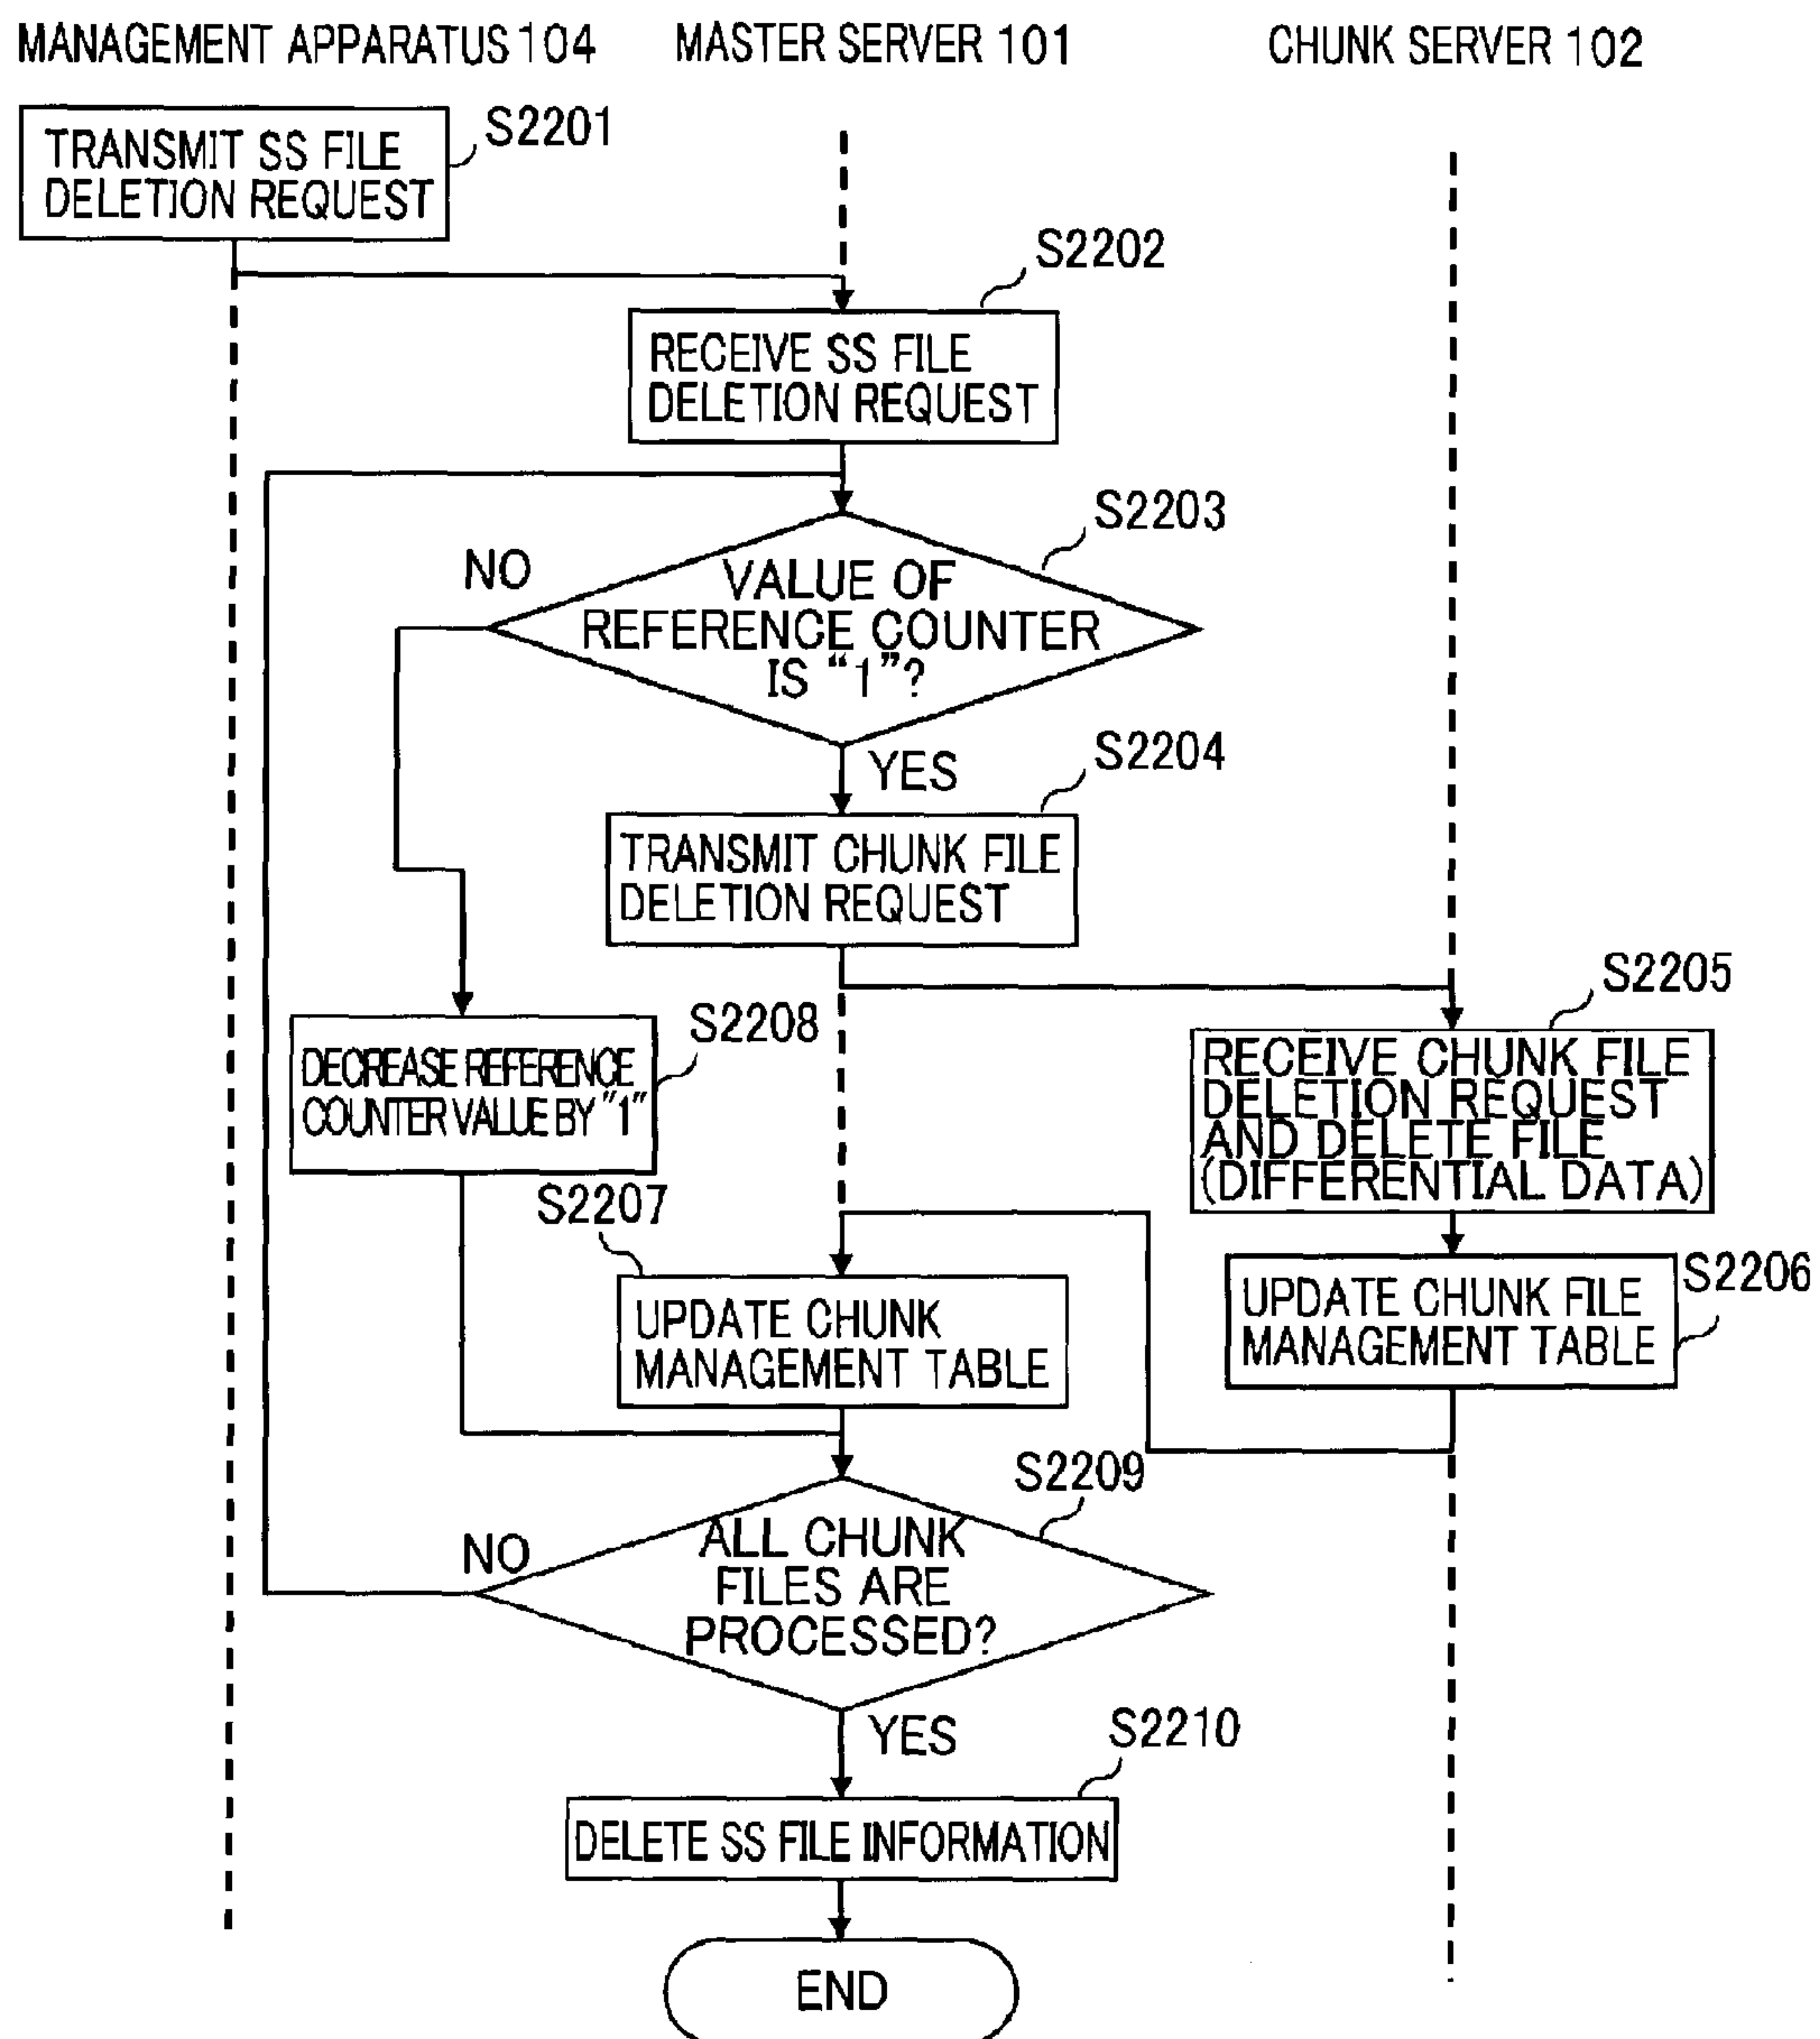 MANAGEMENT APPARATUS 104
MASTER SERVER 101
CHUNK SERVER 102
TRANSMIT SS FILE
DELETION REQUEST
S2201
S2202
RECEIVE SS FILE
DELETION REQUEST
S2203
NO
VALUE OF
REFERENCE COUNTER
IS “1”?
YES
S2204
TRANSMIT CHUNK FILE
DELETION REQUEST
S2205
RECEIVE CHUNK FILE
DELETION REQUEST
AND DELETE FILE
(DIFFERENTIAL DATA)
S2208
DECREASE REFERENCE
COUNTER VALUE BY "1"
S2207
UPDATE CHUNK
MANAGEMENT TABLE
S2206
UPDATE CHUNK FILE
MANAGEMENT TABLE
S2209
NO
ALL CHUNK
FILES ARE
PROCESSED?
YES
S2210
DELETE SS FILE INFORMATION
END